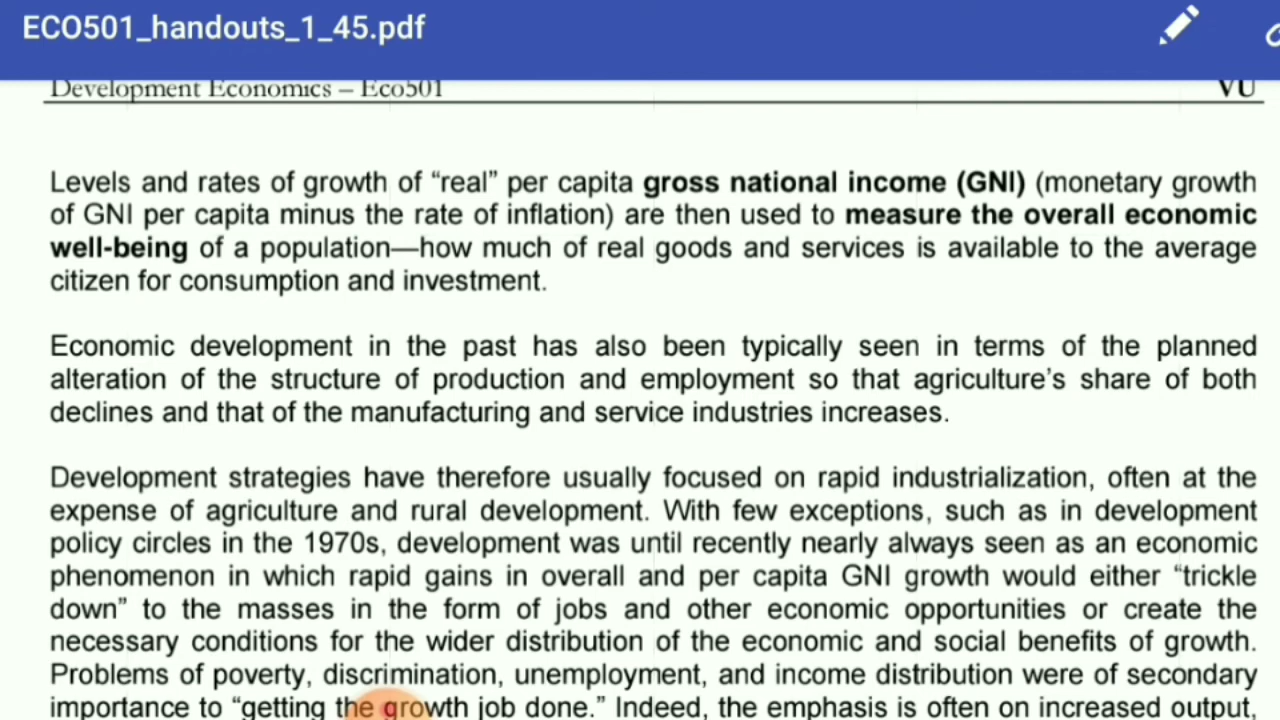 ECO501_handouts_1_45.pdf
Development Economics – Eco501 VU
Levels and rates of growth of “real” per capita gross national income (GNI) (monetary growth
of GNI per capita minus the rate of inflation) are then used to measure the overall economic
well-being of a population—how much of real goods and services is available to the average
citizen for consumption and investment.
Economic development in the past has also been typically seen in terms of the planned
alteration of the structure of production and employment so that agriculture’s share of both
declines and that of the manufacturing and service industries increases.
Development strategies have therefore usually focused on rapid industrialization, often at the
expense of agriculture and rural development. With few exceptions, such as in development
policy circles in the 1970s, development was until recently nearly always seen as an economic
phenomenon in which rapid gains in overall and per capita GNI growth would either “trickle
down” to the masses in the form of jobs and other economic opportunities or create the
necessary conditions for the wider distribution of the economic and social benefits of growth.
Problems of poverty, discrimination, unemployment, and income distribution were of secondary
importance to “getting the growth job done.” Indeed, the emphasis is often on increased output,